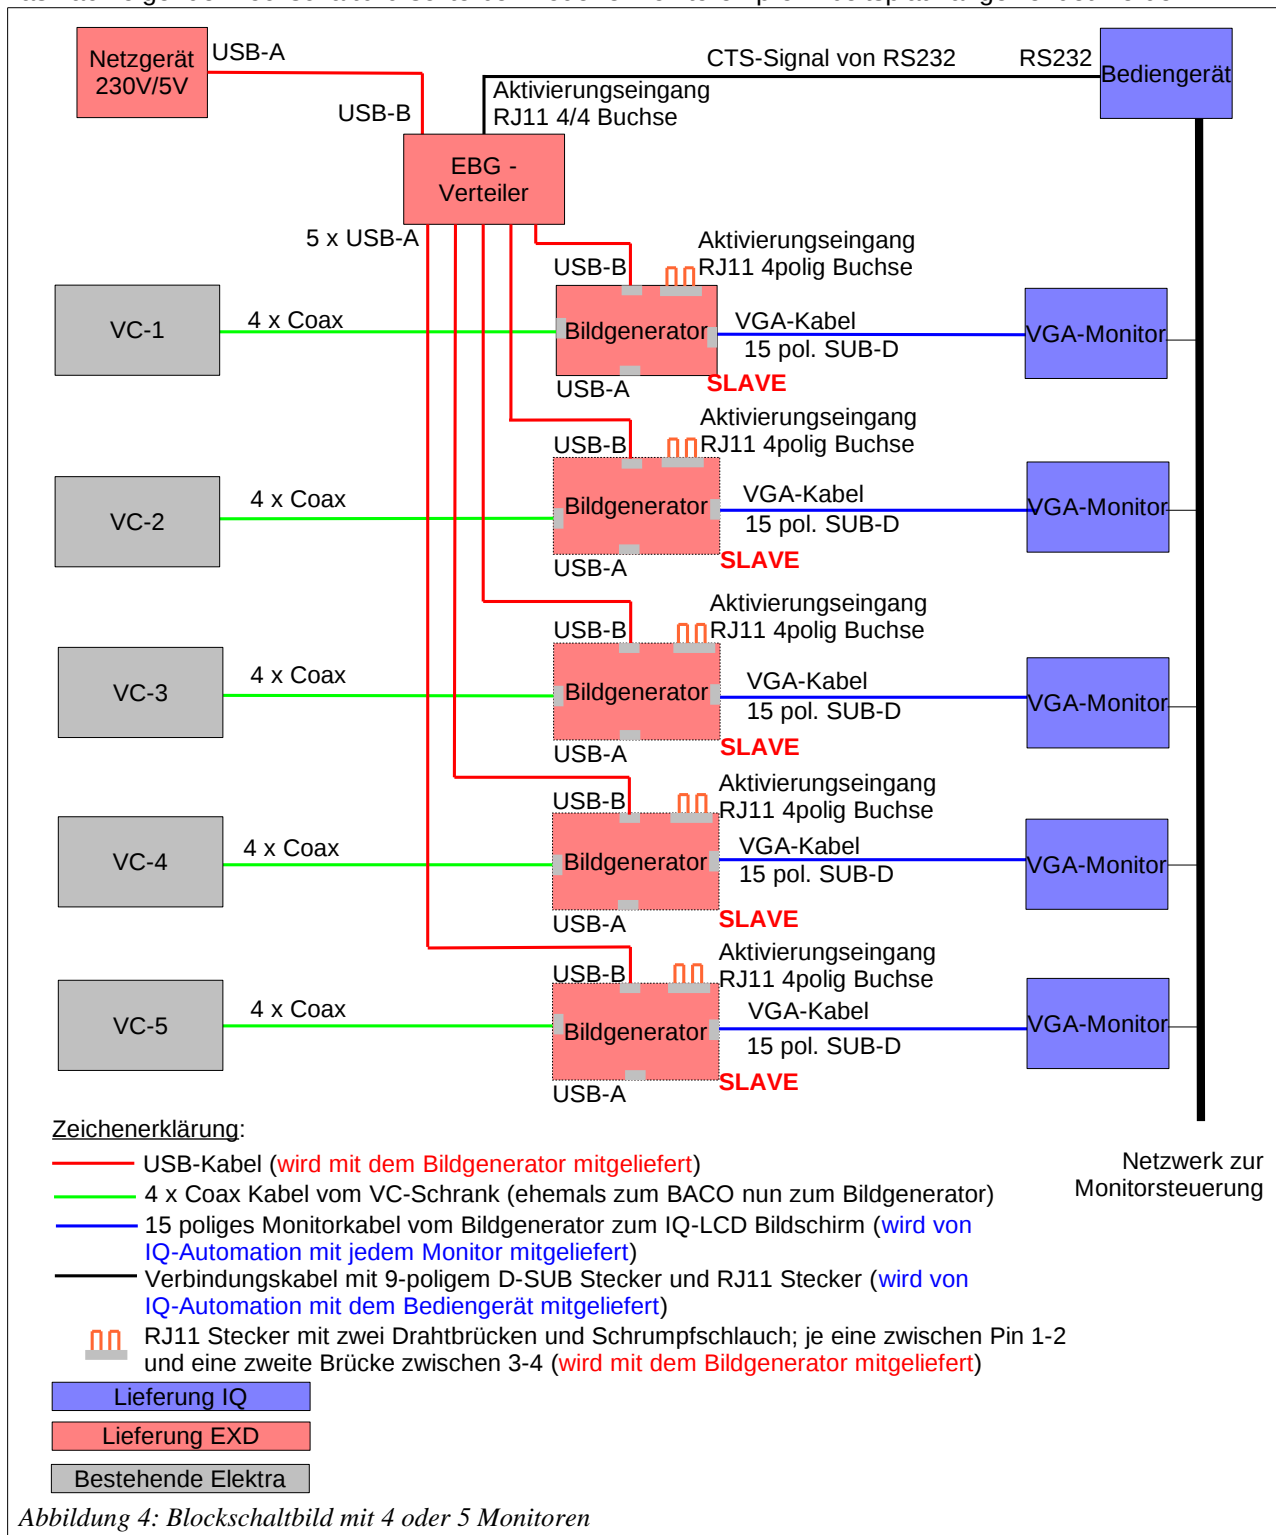 Netzgerät
230V/5V
USB-A
CTS-Signal von RS232
RS232
Bediengerät
USB-B
Aktivierungseingang
RJ11 4/4 Buchse
EBG -
Verteiler
5 x USB-A
Aktivierungseingang
RJ11 4polig Buchse
USB-B
VC-1
4 x Coax
Bildgenerator
VGA-Kabel
15 pol. SUB-D
VGA-Monitor
USB-A
SLAVE
Aktivierungseingang
RJ11 4polig Buchse
USB-B
VC-2
4 x Coax
Bildgenerator
VGA-Kabel
15 pol. SUB-D
VGA-Monitor
USB-A
SLAVE
Aktivierungseingang
RJ11 4polig Buchse
USB-B
VC-3
4 x Coax
Bildgenerator
VGA-Kabel
15 pol. SUB-D
VGA-Monitor
USB-A
SLAVE
Aktivierungseingang
RJ11 4polig Buchse
USB-B
VC-4
4 x Coax
Bildgenerator
VGA-Kabel
15 pol. SUB-D
VGA-Monitor
USB-A
SLAVE
Aktivierungseingang
RJ11 4polig Buchse
USB-B
VC-5
4 x Coax
Bildgenerator
VGA-Kabel
15 pol. SUB-D
VGA-Monitor
USB-A
SLAVE
Netzwerk zur
Monitorsteuerung
Zeichenerklärung:
USB-Kabel (wird mit dem Bildgenerator mitgeliefert)
4 x Coax Kabel vom VC-Schrank (ehemals zum BACO nun zum Bildgenerator)
15 poliges Monitorkabel vom Bildgenerator zum IQ-LCD Bildschirm (wird von
IQ-Automation mit jedem Monitor mitgeliefert)
Verbindungskabel mit 9-poligem D-SUB Stecker und RJ11 Stecker (wird von
IQ-Automation mit dem Bediengerät mitgeliefert)
RJ11 Stecker mit zwei Drahtbrücken und Schrumpfschlauch; je eine zwischen Pin 1-2
und eine zweite Brücke zwischen 3-4 (wird mit dem Bildgenerator mitgeliefert)
Lieferung IQ
Lieferung EXD
Bestehende Elektra
Abbildung 4: Blockschaltbild mit 4 oder 5 Monitoren